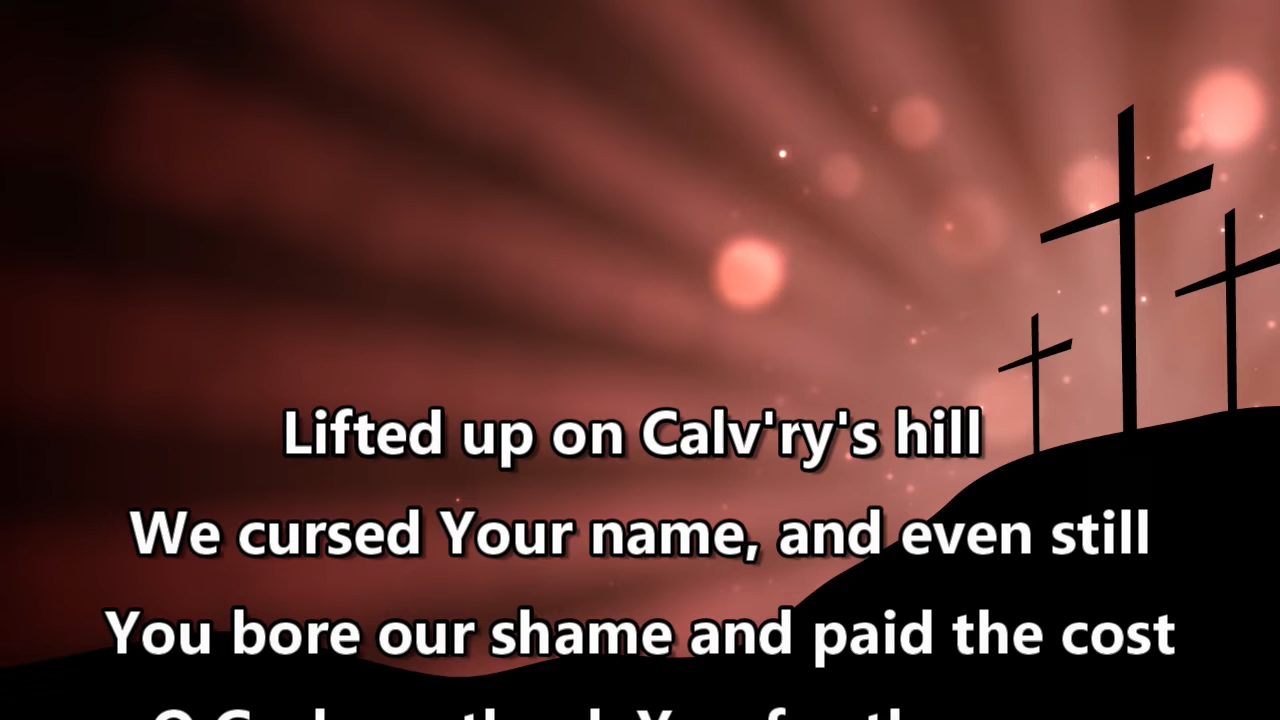 Lifted up on Calv'ry's hill
We cursed Your name, and even still
You bore our shame and paid the cost